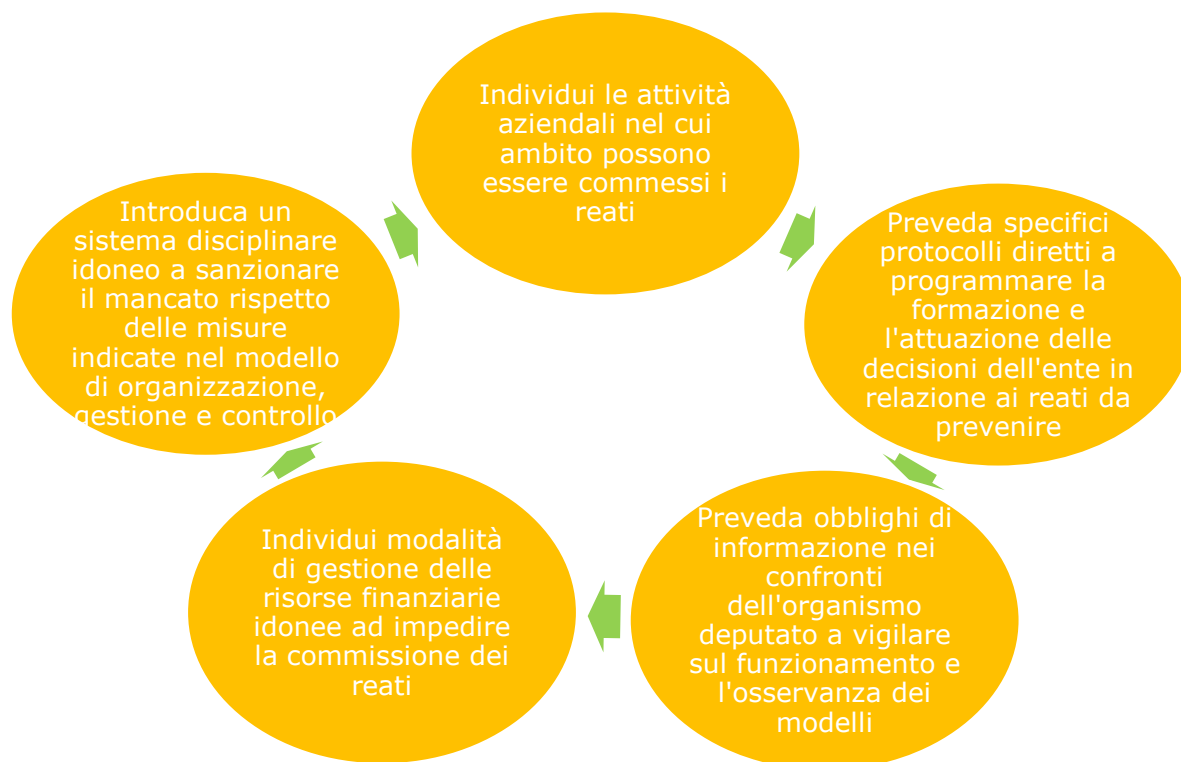 Individui le attività
aziendali nel cui
ambito possono
essere commessi i
reati
Preveda specifici
protocolli diretti a
programmare la
formazione e
l'attuazione delle
decisioni dell'ente in
relazione ai reati da
prevenire
Preveda obblighi di
informazione nei
confronti
dell'organismo
deputato a vigilare
sul funzionamento e
l'osservanza dei
modelli
Individui modalità
di gestione delle
risorse finanziarie
idonee ad impedire
la commissione dei
reati
Introduca un
sistema disciplinare
idoneo a sanzionare
il mancato rispetto
delle misure
indicate nel modello
di organizzazione,
gestione e controllo